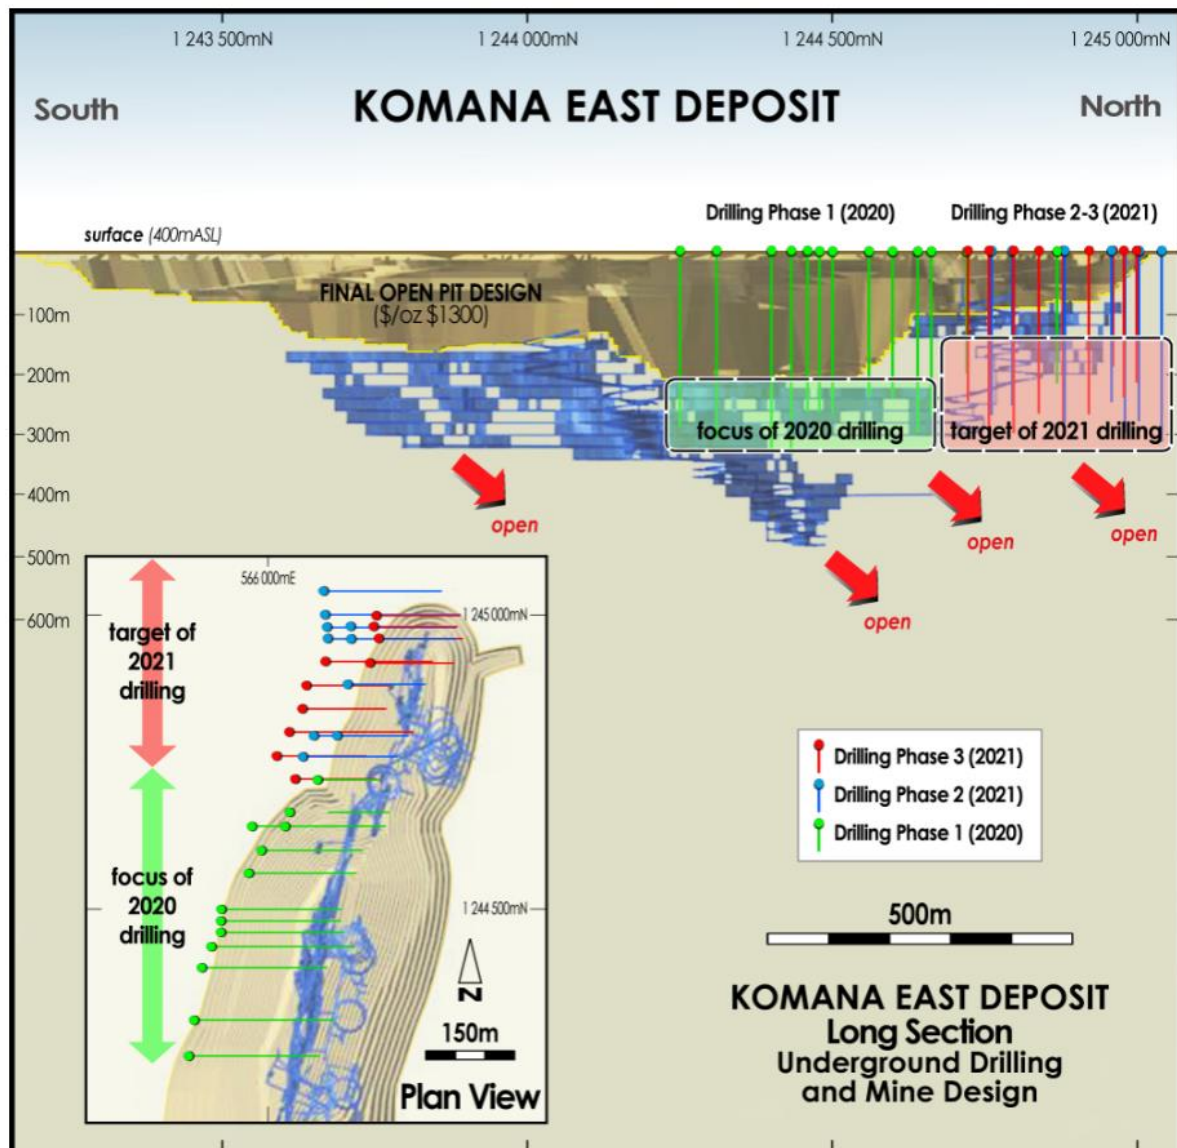 1 243 500mN
1 244 000mN
1 244 500mN
1 245 000mN
South
KOMANA EAST DEPOSIT
North
Drilling Phase 1 (2020)
Drilling Phase 2-3 (2021)
surface (400mASL)
FINAL OPEN PIT DESIGN
($/oz $1300)
100m
200m
300m
400m
500m
600m
focus of 2020 drilling
target of 2021 drilling
open
open
open
open
566 000mE
1 245 000mN
target of
2021
drilling
focus of
2020
drilling
1 244 500mN
N
150m
Plan View
Drilling Phase 3 (2021)
Drilling Phase 2 (2021)
Drilling Phase 1 (2020)
500m
KOMANA EAST DEPOSIT
Long Section
Underground Drilling
and Mine Design